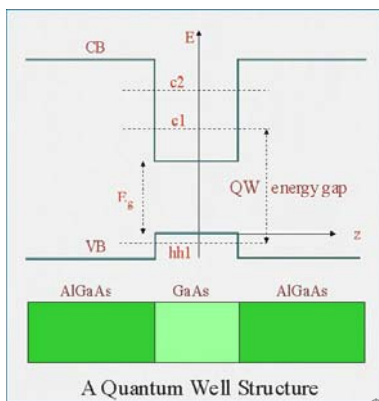 CB
E
c2
c1
Eg
QW energy gap
z
VB
hh1
AlGaAs GaAs AlGaAs
A Quantum Well Structure